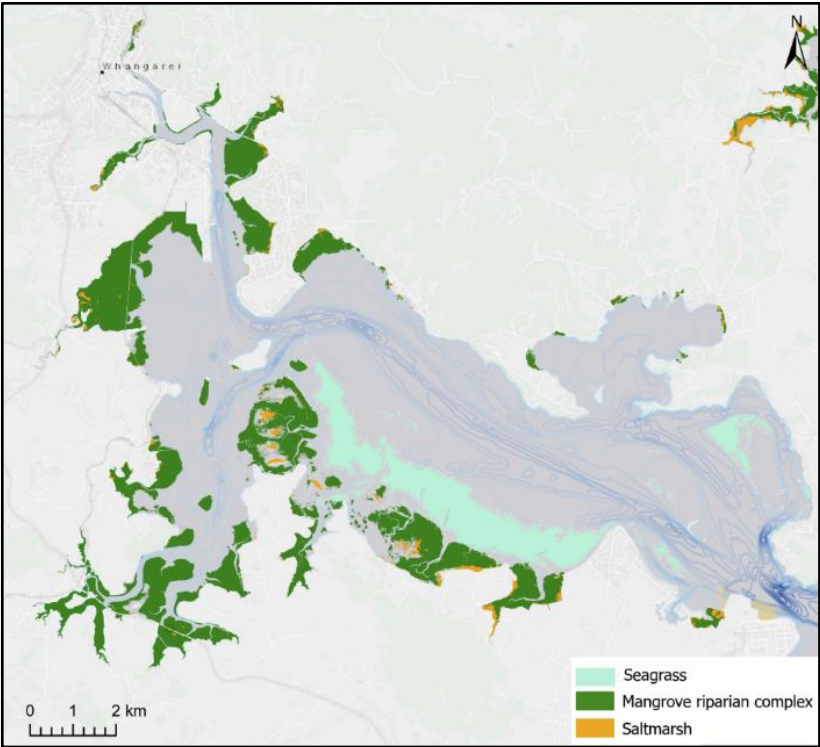 N
Whangarei
Seagrass
Mangrove riparian complex
Saltmarsh
0 1 2 km